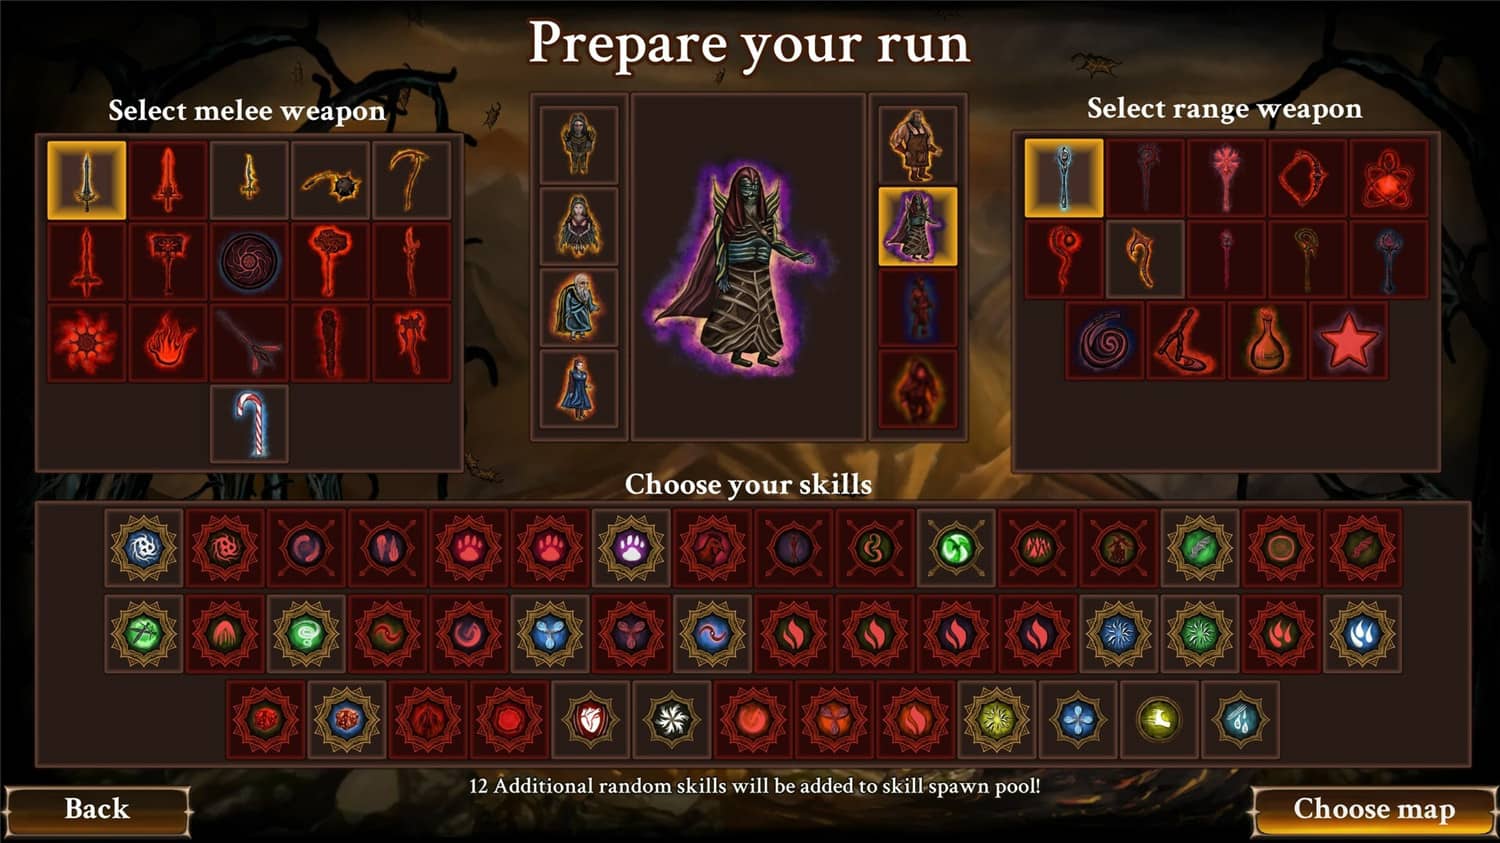 Prepare your run
Select melee weapon
Select range weapon
Choose your skills
12 Additional random skills will be added to skill spawn pool!
Back
Choose map